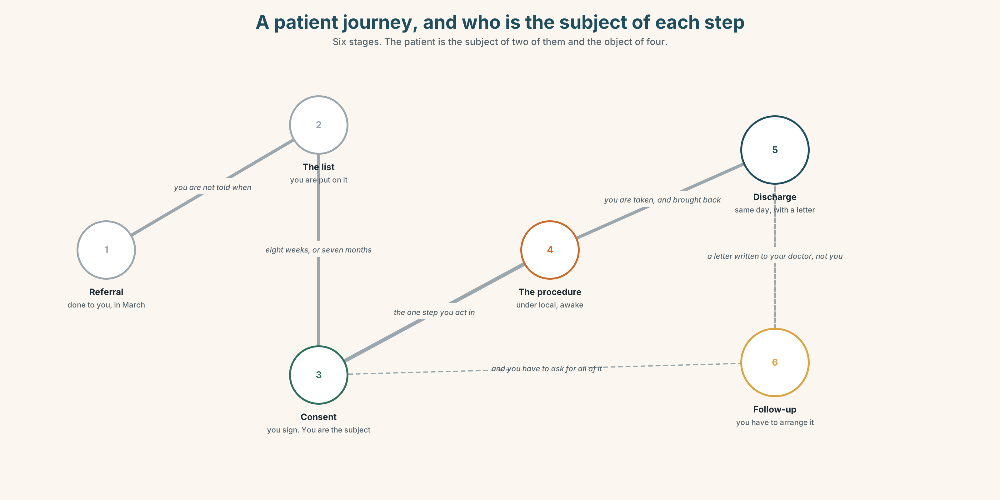 A patient journey, and who is the subject of each step
Six stages. The patient is the subject of two of them and the object of four.
1
Referral
done to you, in March
you are not told when
2
The list
you are put on it
eight weeks, or seven months
3
Consent
you sign. You are the subject
the one step you act in
4
The procedure
under local, awake
you are taken, and brought back
5
Discharge
same day, with a letter
a letter written to your doctor, not you
6
Follow-up
you have to arrange it
and you have to ask for all of it